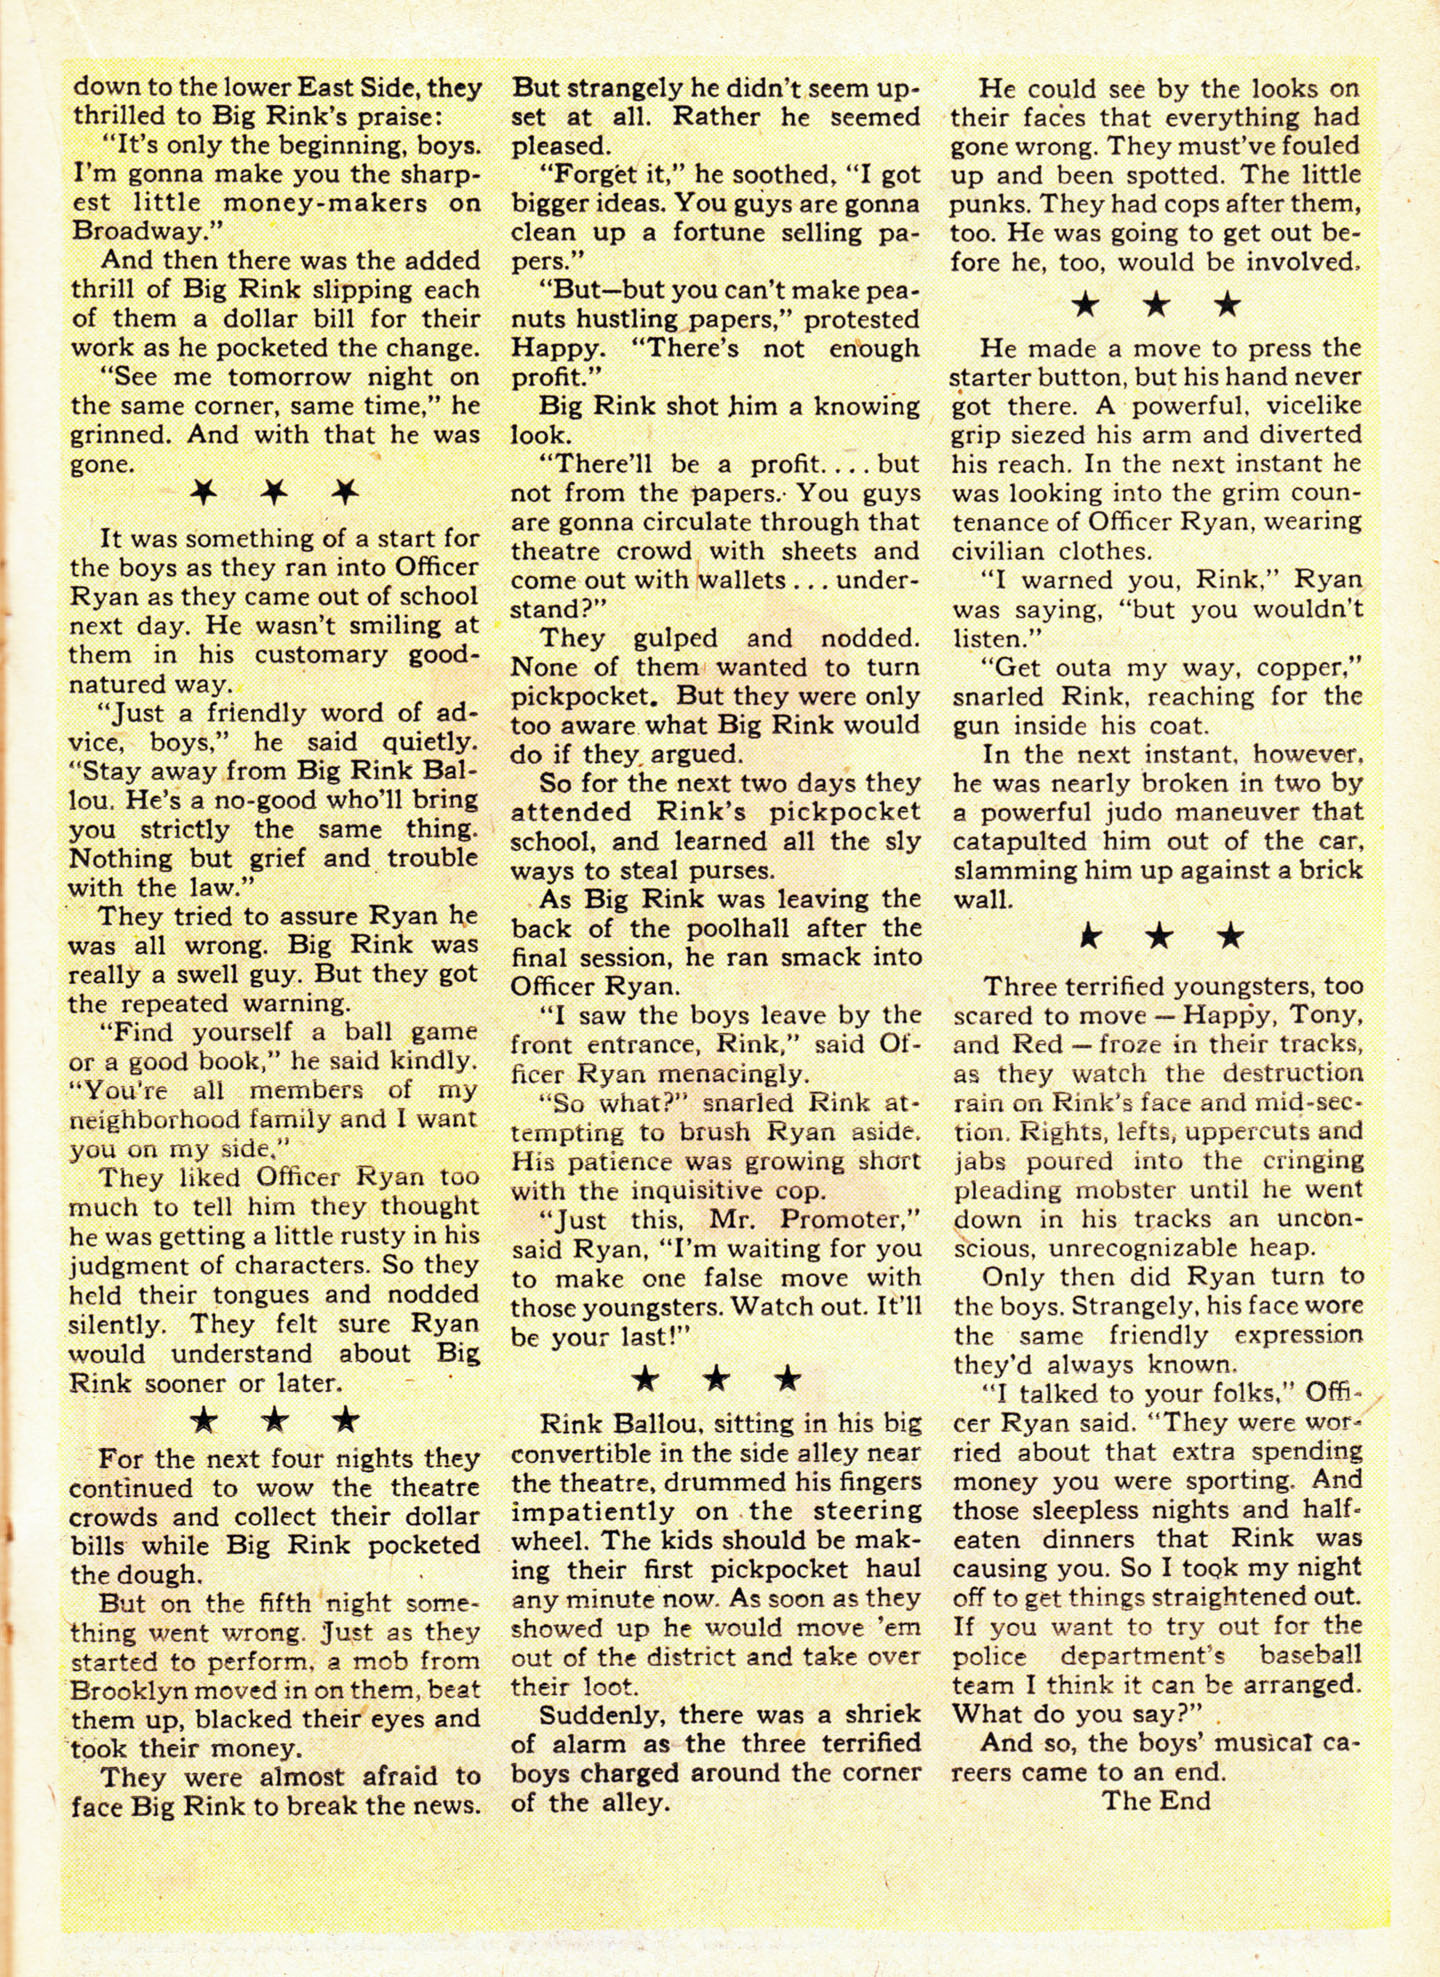 down to the lower East Side, they
thrilled to Big Rink's praise:
"It's only the beginning, boys.
I'm gonna make you the sharp-
est little money-makers on
Broadway."
And then there was the added
thrill of Big Rink slipping each
of them a dollar bill for their
work as he pocketed the change.
"See me tomorrow night on
the same corner, same time," he
grinned. And with that he was
gone.
★ ★ ★
It was something of a start for
the boys as they ran into Officer
Ryan as they came out of school
next day. He wasn't smiling at
them in his customary good-
natured way.
"Just a friendly word of ad-
vice, boys," he said quietly.
"Stay away from Big Rink Bal-
lou. He's a no-good who'll bring
you strictly the same thing.
Nothing but grief and trouble
with the law."
They tried to assure Ryan he
was all wrong. Big Rink was
really a swell guy. But they got
the repeated warning.
"Find yourself a ball game
or a good book," he said kindly.
"You're all members of my
neighborhood family and I want
you on my side."
They liked Officer Ryan too
much to tell him they thought
he was getting a little rusty in his
judgment of characters. So they
held their tongues and nodded
silently. They felt sure Ryan
would understand about Big
Rink sooner or later.
★ ★ ★
For the next four nights they
continued to wow the theatre
crowds and collect their dollar
bills while Big Rink pocketed
the dough.
But on the fifth night some-
thing went wrong. Just as they
started to perform, a mob from
Brooklyn moved in on them, beat
them up, blacked their eyes and
took their money.
They were almost afraid to
face Big Rink to break the news.
But strangely he didn't seem up-
set at all. Rather he seemed
pleased.
"Forget it," he soothed, "I got
bigger ideas. You guys are gonna
clean up a fortune selling pa-
pers."
"But—but you can't make pea-
nuts hustling papers," protested
Happy. "There's not enough
profit."
Big Rink shot him a knowing
look.
"There'll be a profit.... but
not from the papers. You guys
are gonna circulate through that
theatre crowd with sheets and
come out with wallets ... under-
stand?"
They gulped and nodded.
None of them wanted to turn
pickpocket. But they were only
too aware what Big Rink would
do if they argued.
So for the next two days they
attended Rink's pickpocket
school, and learned all the sly
ways to steal purses.
As Big Rink was leaving the
back of the poolhall after the
final session, he ran smack into
Officer Ryan.
"I saw the boys leave by the
front entrance, Rink," said Of-
ficer Ryan menacingly.
"So what?" snarled Rink at-
tempting to brush Ryan aside.
His patience was growing short
with the inquisitive cop.
"Just this, Mr. Promoter,"
said Ryan, "I'm waiting for you
to make one false move with
those youngsters. Watch out. It'll
be your last!"
★ ★ ★
Rink Ballou, sitting in his big
convertible in the side alley near
the theatre, drummed his fingers
impatiently on the steering
wheel. The kids should be mak-
ing their first pickpocket haul
any minute now. As soon as they
showed up he would move 'em
out of the district and take over
their loot.
Suddenly, there was a shriek
of alarm as the three terrified
boys charged around the corner
of the alley.
He could see by the looks on
their faces that everything had
gone wrong. They must've fouled
up and been spotted. The little
punks. They had cops after them,
too. He was going to get out be-
fore he, too, would be involved.
★ ★ ★
He made a move to press the
starter button, but his hand never
got there. A powerful, vicelike
grip siezed his arm and diverted
his reach. In the next instant he
was looking into the grim coun-
tenance of Officer Ryan, wearing
civilian clothes.
"I warned you, Rink," Ryan
was saying, "but you wouldn't
listen."
"Get outa my way, copper,"
snarled Rink, reaching for the
gun inside his coat.
In the next instant, however,
he was nearly broken in two by
a powerful judo maneuver that
catapulted him out of the car,
slamming him up against a brick
wall.
★ ★ ★
Three terrified youngsters, too
scared to move — Happy, Tony,
and Red — froze in their tracks,
as they watch the destruction
rain on Rink's face and mid-sec-
tion. Rights, lefts, uppercuts and
jabs poured into the cringing
pleading mobster until he went
down in his tracks an uncon-
scious, unrecognizable heap.
Only then did Ryan turn to
the boys. Strangely, his face wore
the same friendly expression
they'd always known.
"I talked to your folks," Offi-
cer Ryan said. "They were wor-
ried about that extra spending
money you were sporting. And
those sleepless nights and half-
eaten dinners that Rink was
causing you. So I took my night
off to get things straightened out.
If you want to try out for the
police department's baseball
team I think it can be arranged.
What do you say?"
And so, the boys' musical ca-
reers came to an end.
The End